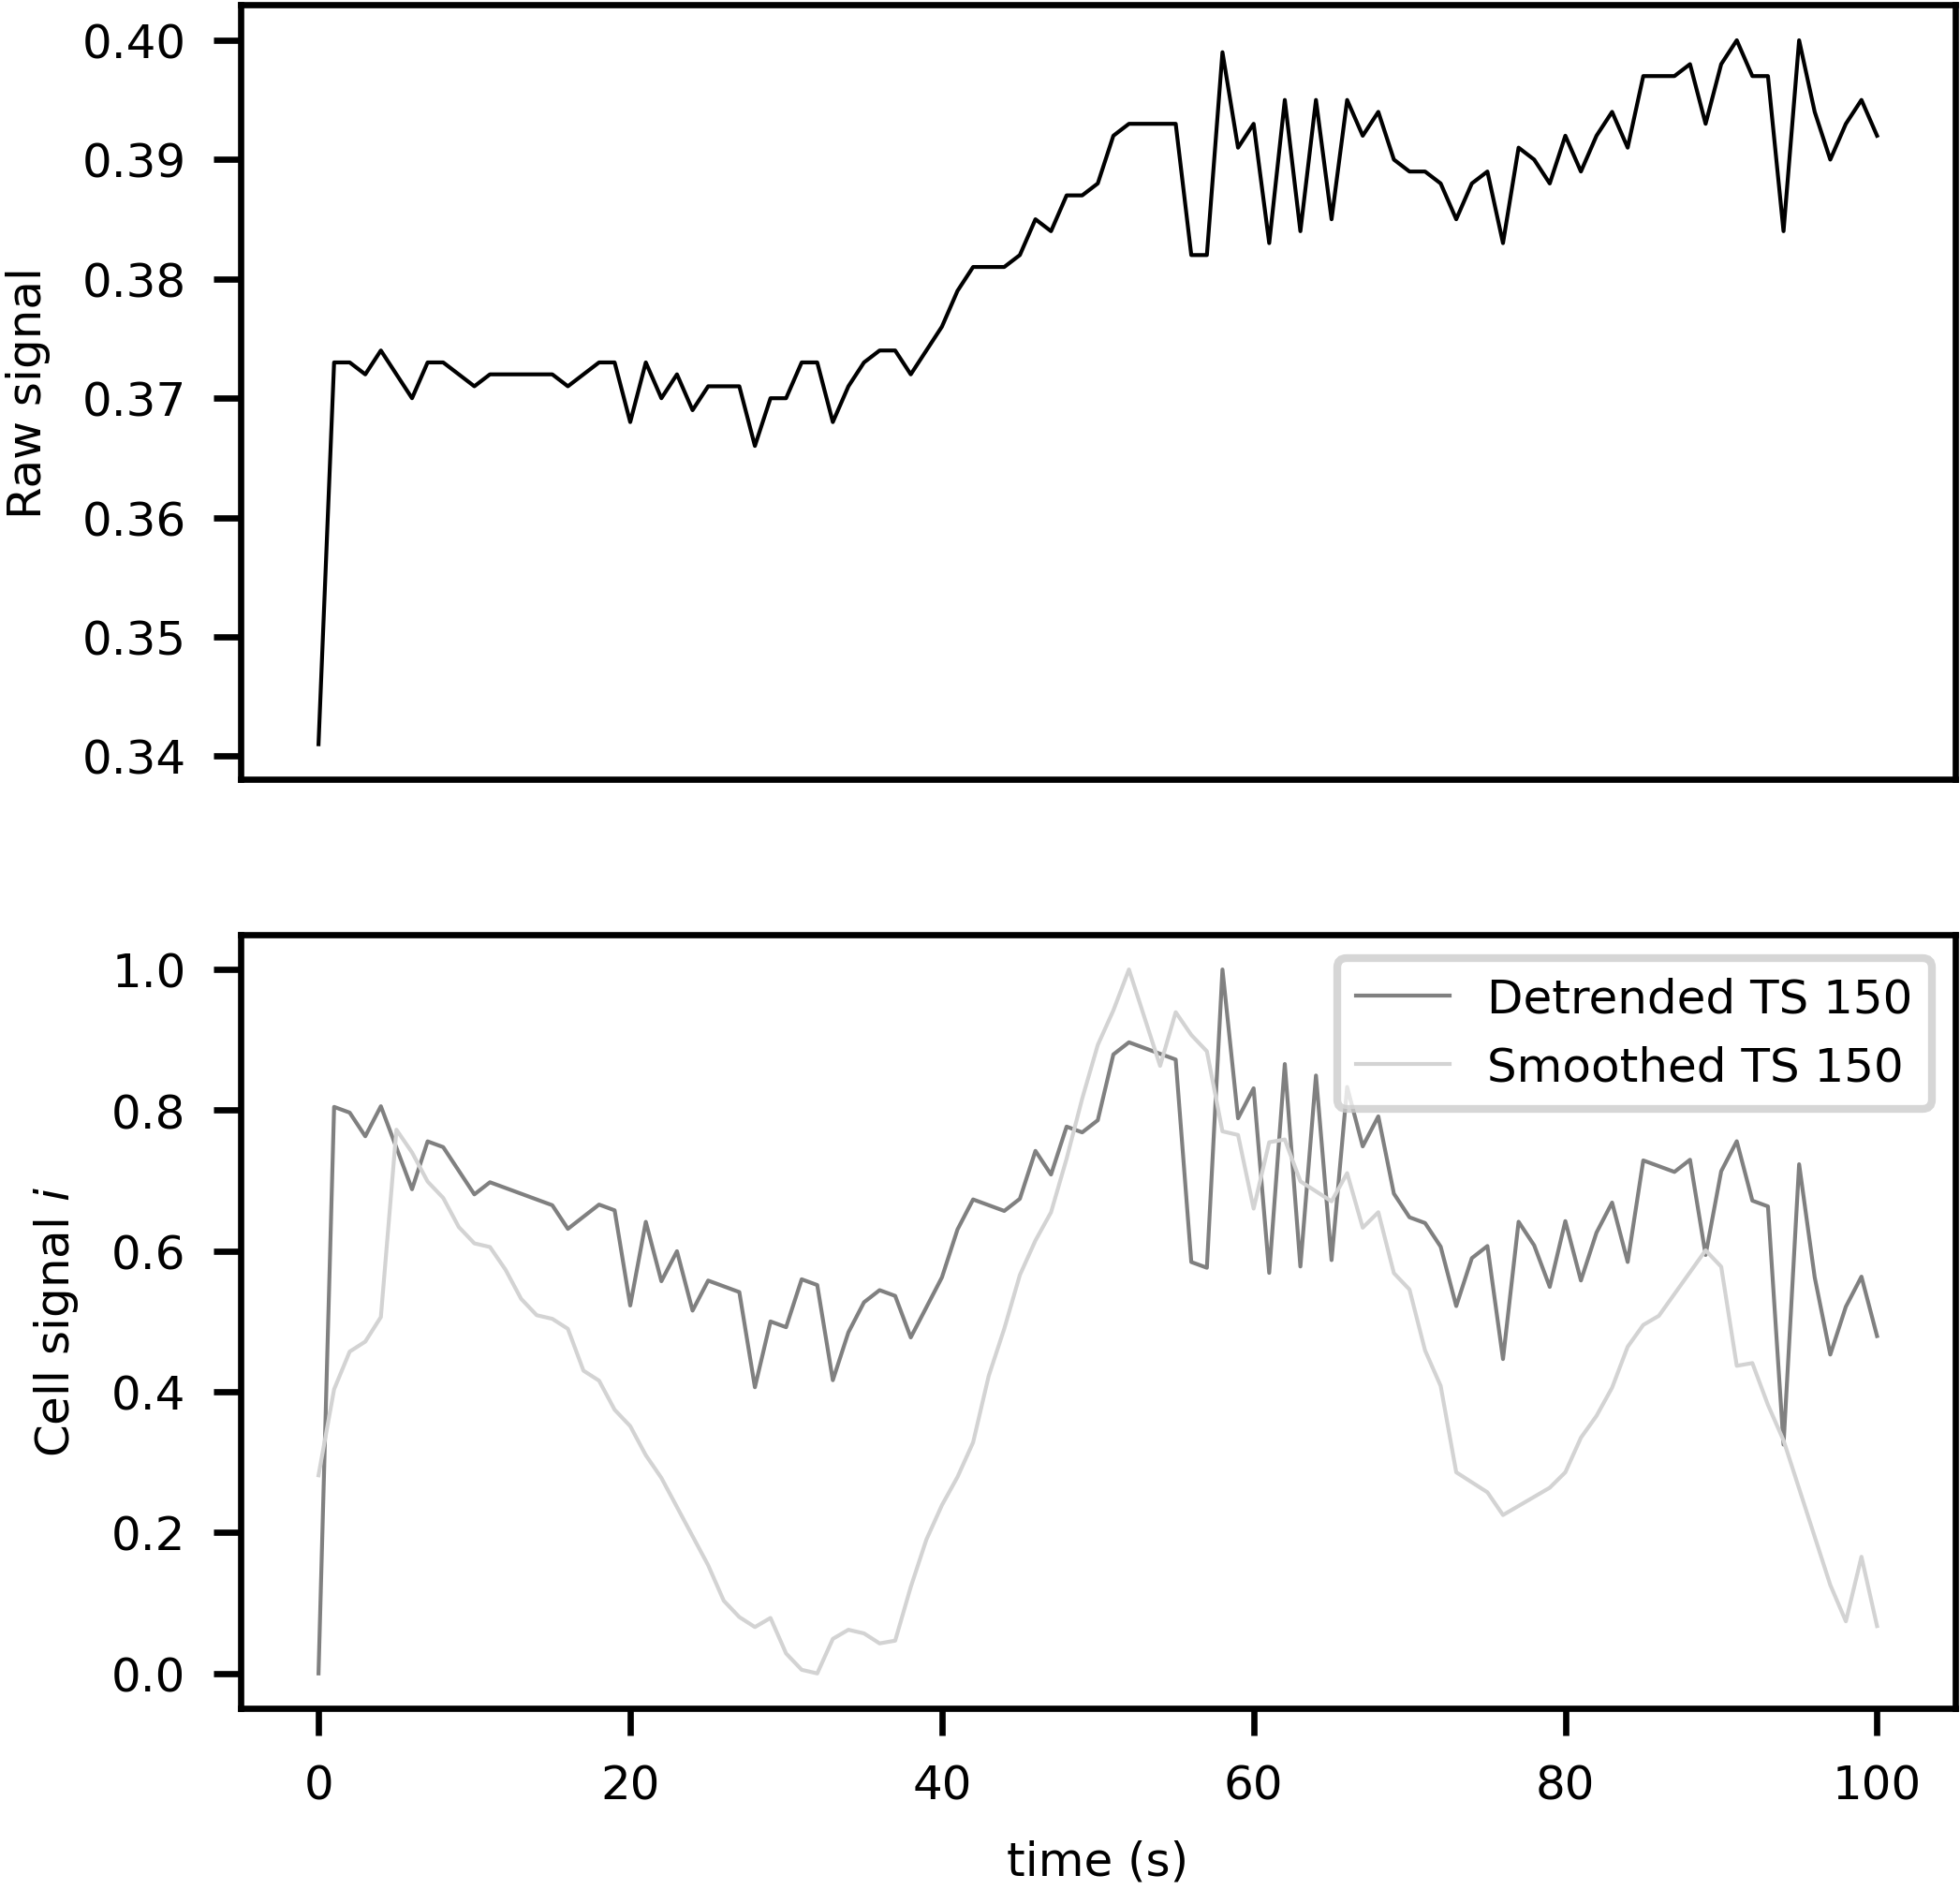 0.40
0.39
0.38
0.37
0.36
0.35
0.34
Raw signal
1.0
0.8
0.6
0.4
0.2
0.0
Cell signal i
Detrended TS 150
Smoothed TS 150
0 20 40 60 80 100
time (s)